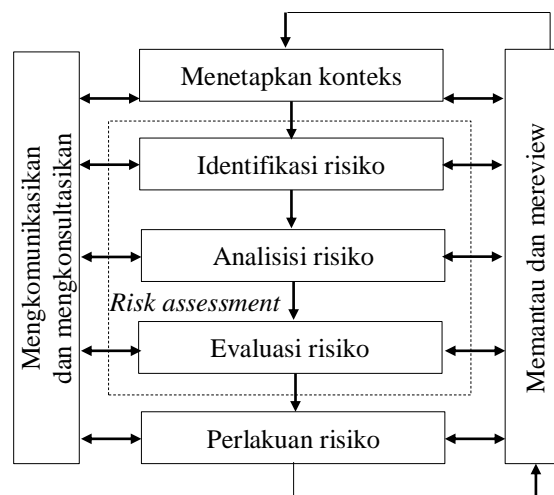 Menetapkan konteks
Mengkomunikasikan
dan mengkonsultasikan
Memantau dan mereview
Identifikasi risiko
Analisisi risiko
Risk assessment
Evaluasi risiko
Perlakuan risiko